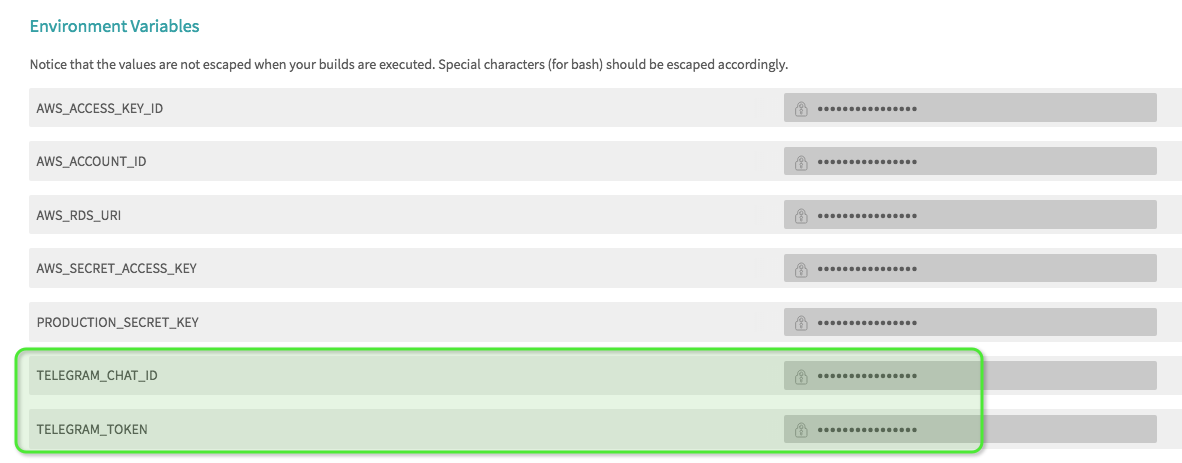 Environment Variables
Notice that the values are not escaped when your builds are executed. Special characters (for bash) should be escaped accordingly.
AWS_ACCESS_KEY_ID ••••••••••••••••
AWS_ACCOUNT_ID ••••••••••••••••
AWS_RDS_URI ••••••••••••••••
AWS_SECRET_ACCESS_KEY ••••••••••••••••
PRODUCTION_SECRET_KEY ••••••••••••••••
TELEGRAM_CHAT_ID ••••••••••••••••
TELEGRAM_TOKEN ••••••••••••••••